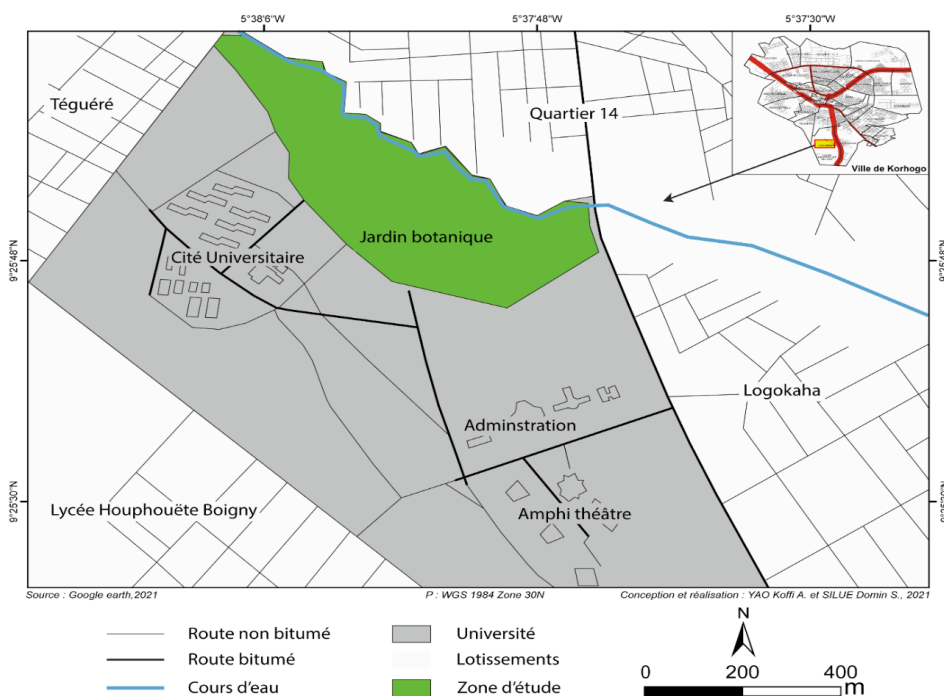 5°38'6"W
5°37'48"W
5°37'30"W
Téguéré
Quartier 14
Ville de Korhogo
Jardin botanique
Cité Universitaire
9°25'48"N
9°25'48"N
Logokaha
Adminstration
9°25'30"N
Lycée Houphouëte Boigny
Amphi théâtre
Source : Google earth,2021
P : WGS 1984 Zone 30N
Conception et réalisation : YAO Koffi A. et SILUE Domin S., 2021
N
Route non bitumé
Université
Route bitumé
Lotissements
Cours d'eau
Zone d'étude
0 200 400
m